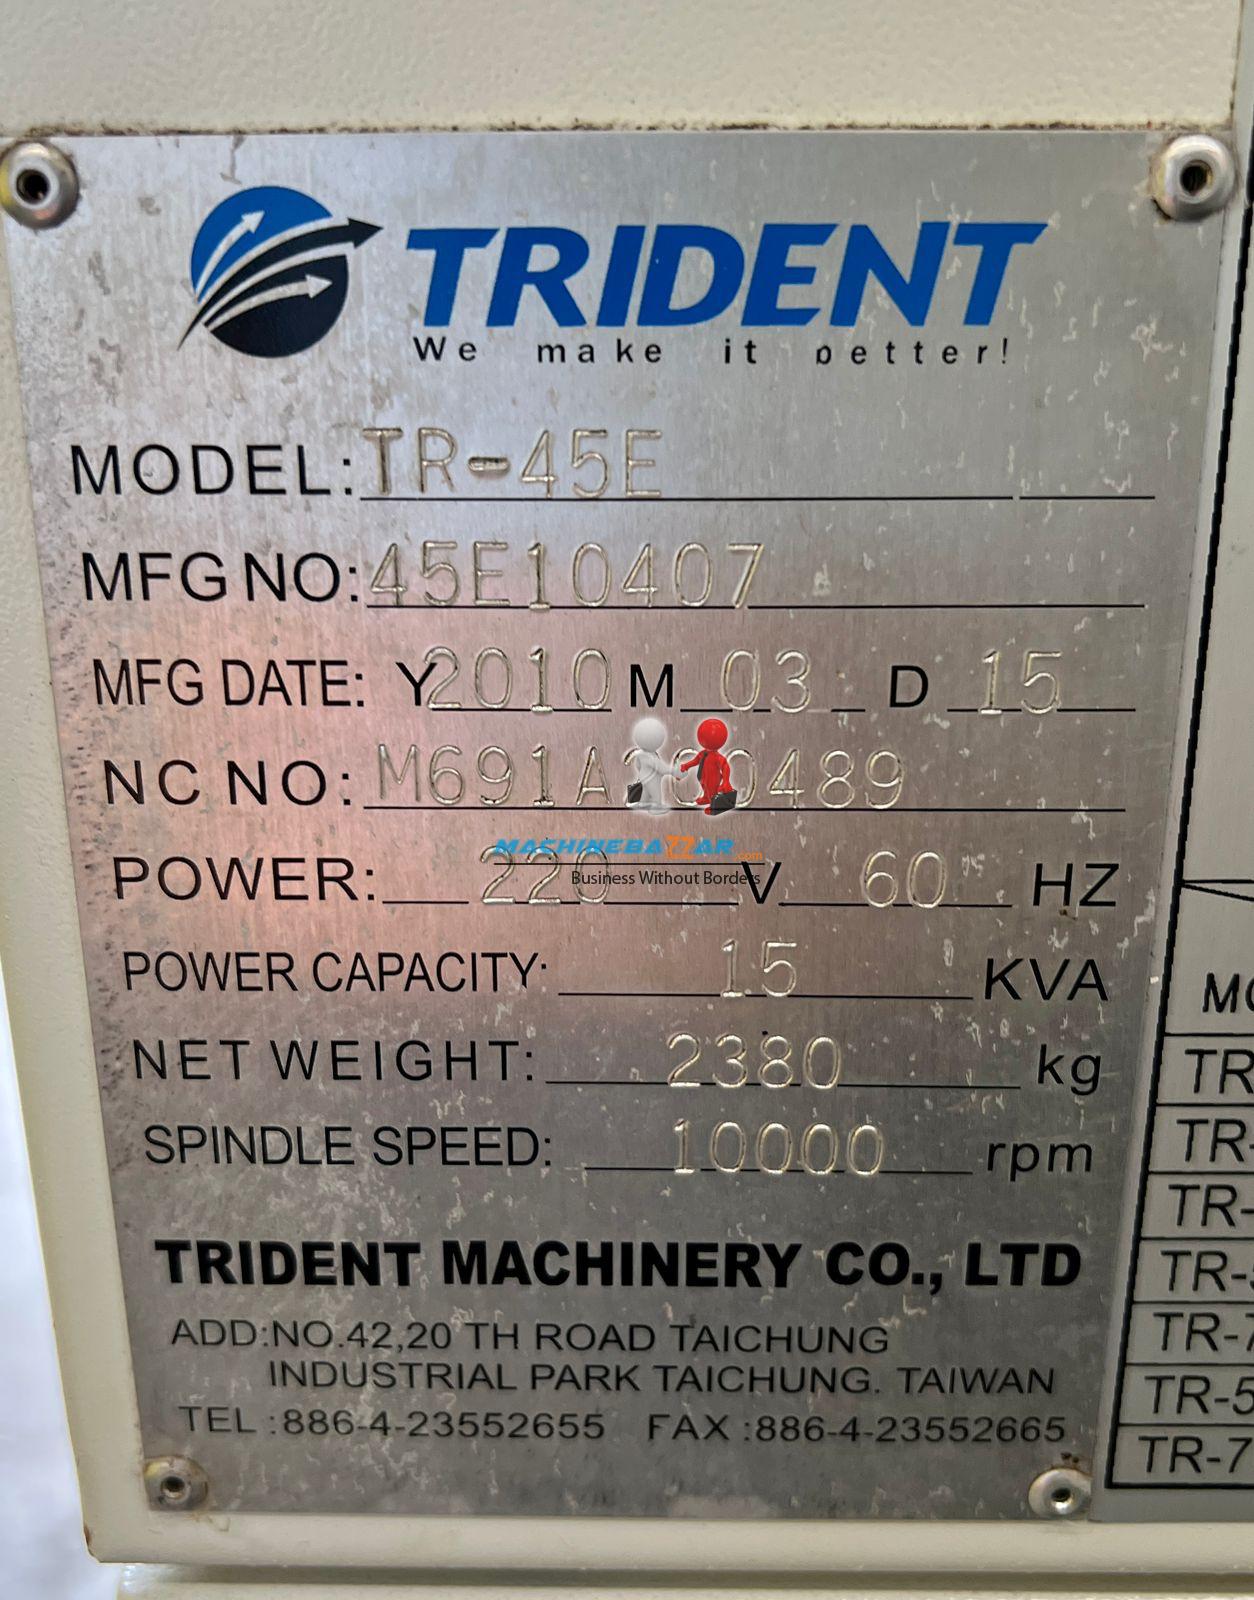 TRIDENT
We make it better!
MODEL: TR-45E
MFG NO: 45E10407
MFG DATE: Y 2010 M 03 D 15
NC NO:
MACHINEBAZZAR.com
POWER: 220 V 60 HZ
Business Without Borders
POWER CAPACITY: 15 KVA
NET WEIGHT: 2380 kg
SPINDLE SPEED: 10000 rpm
TRIDENT MACHINERY CO., LTD
ADD:NO.42,20 TH ROAD TAICHUNG
INDUSTRIAL PARK TAICHUNG. TAIWAN
TEL :886-4-23552655 FAX :886-4-23552665